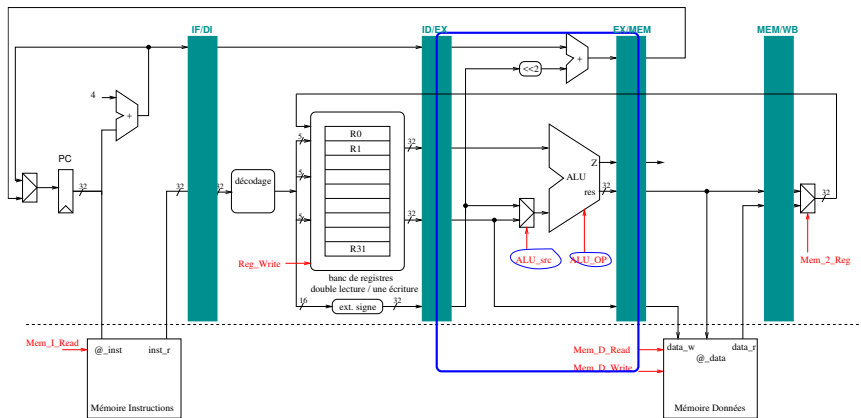 IF/DI
ID/EX
EX/MEM
MEM/WB
<<2
+
4
+
PC
32
32
32
décodage
5
5
5
R0
R1
R31
32
32
ALU
Z
res
32
32
Reg_Write
ALU_src
ALU_OP
Mem_2_Reg
banc de registres
double lecture / une écriture
16
ext. signe
32
Mem_I_Read
@_inst
inst_r
Mémoire Instructions
Mem_D_Read
Mem_D_Write
data_w
data_r
@_data
Mémoire Données